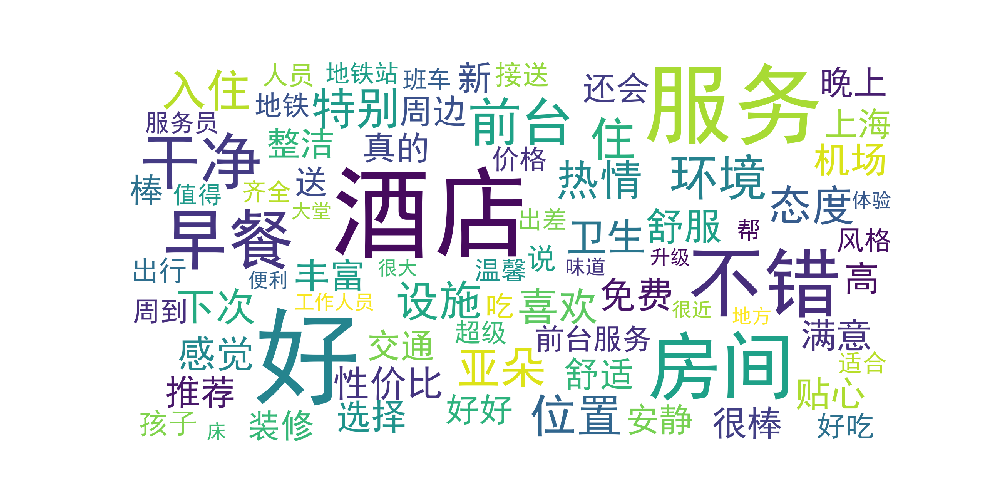 入住
人员
地铁站
班车
新
接送
还会
服务
晚上
地铁
特别
周边
前台
住
上海
服务员
整洁
真的
价格
热情
环境
机场
干净
棒
值得
齐全
送
酒店
态度
体验
早餐
大堂
出差
卫生
舒服
帮
风格
出行
便利
丰富
很大
温馨
说
味道
升级
不错
高
周到
下次
工作人员
设施
吃
喜欢
免费
很近
地方
满意
好
感觉
交通
超级
前台服务
房间
适合
推荐
性价比
亚朵
舒适
贴心
孩子
床
装修
选择
好好
位置
安静
很棒
好吃